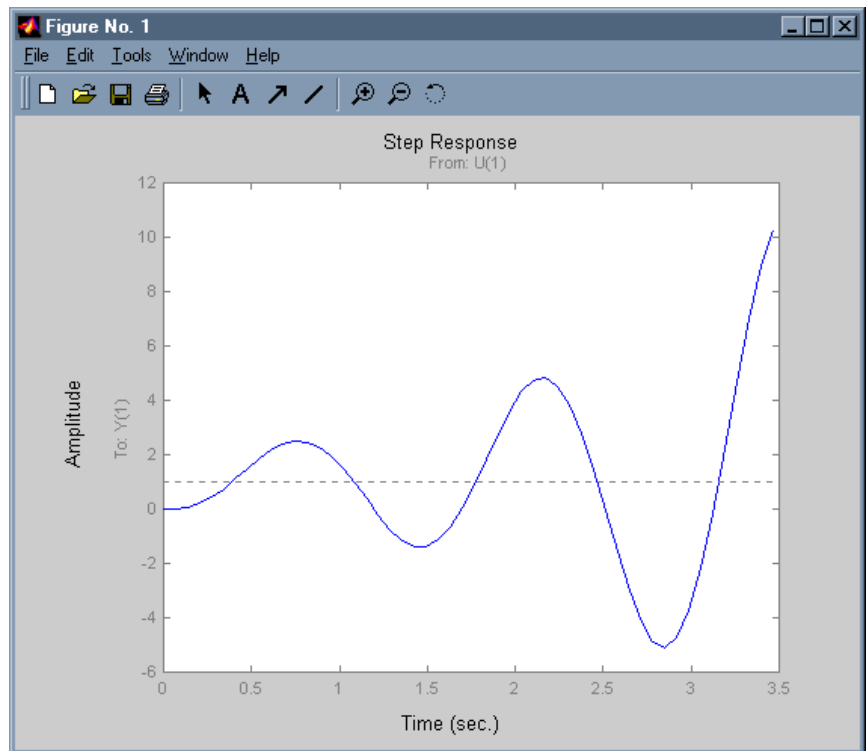 Figure No. 1
File Edit Tools Window Help
A
Step Response
From: U(1)
12
10
8
6
4
2
0
-2
-4
-6
Amplitude
To: Y(1)
0 0.5 1 1.5 2 2.5 3 3.5
Time (sec.)